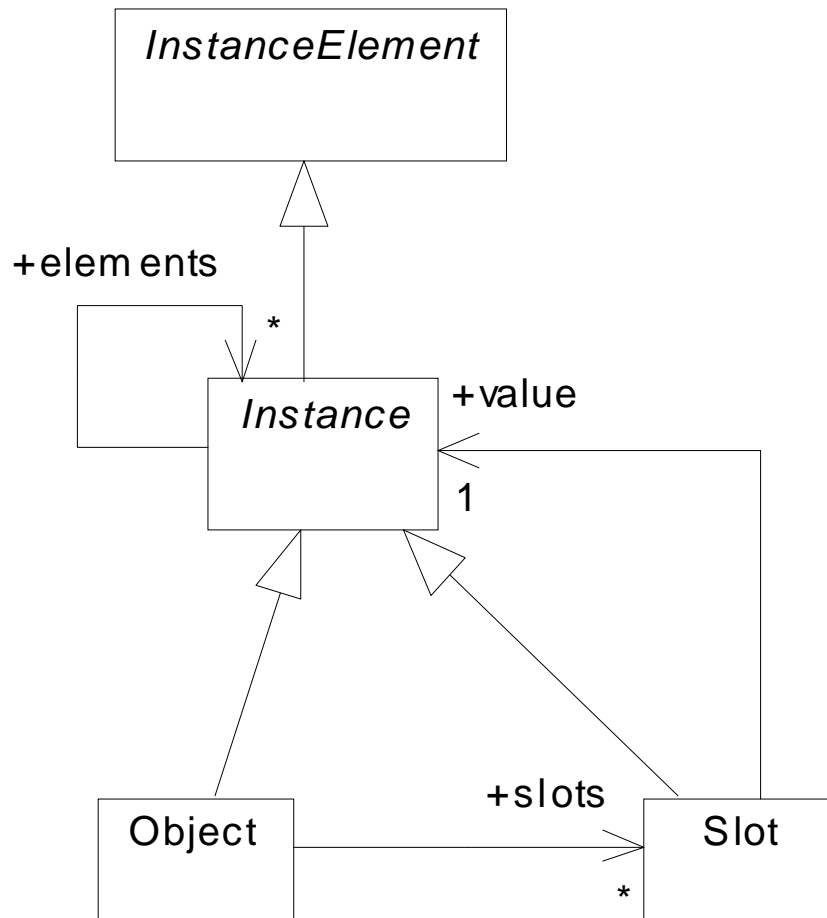 InstanceElement
+elements
*
Instance
+value
1
+slots
Object
Slot
*